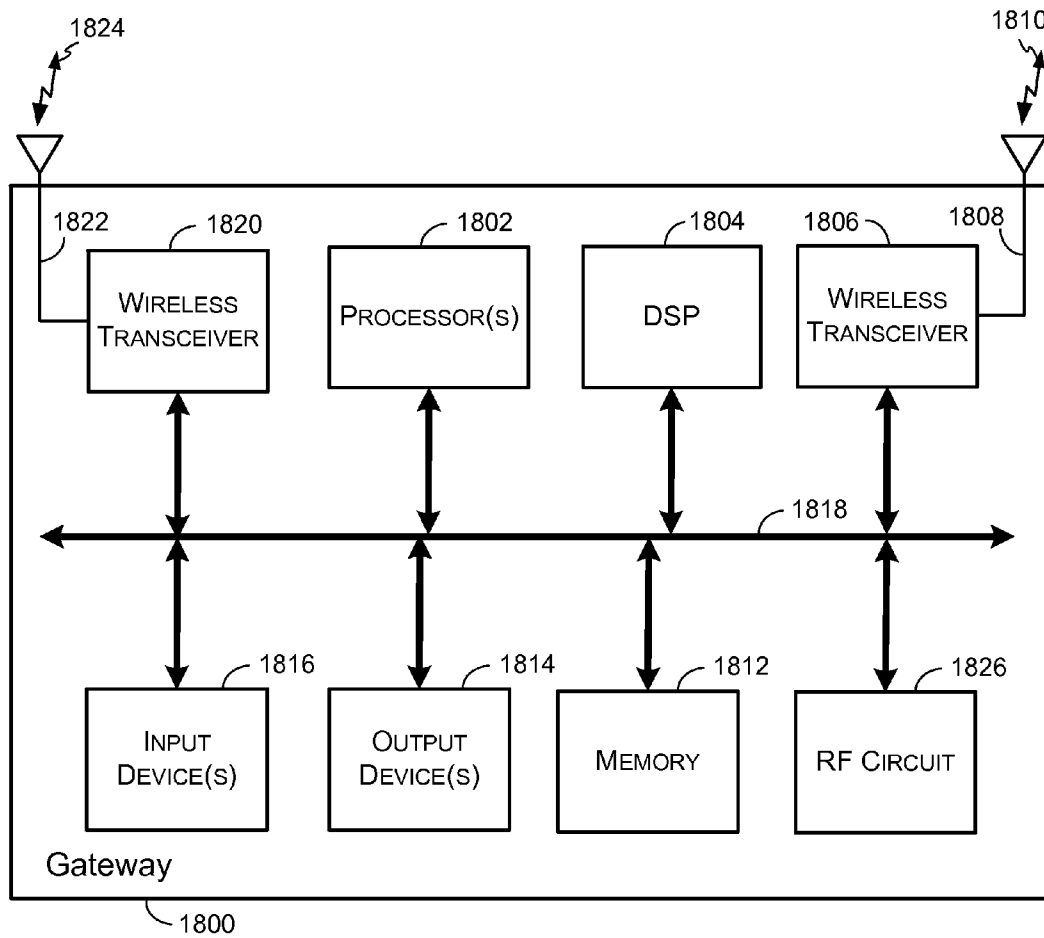 1824
1810
1822
1820
1802
1804
1806
1808
WIRELESS
TRANSCEIVER
PROCESSOR(S)
DSP
WIRELESS
TRANSCEIVER
1818
1816
1814
1812
1826
INPUT
DEVICE(S)
OUTPUT
DEVICE(S)
MEMORY
RF CIRCUIT
Gateway
1800